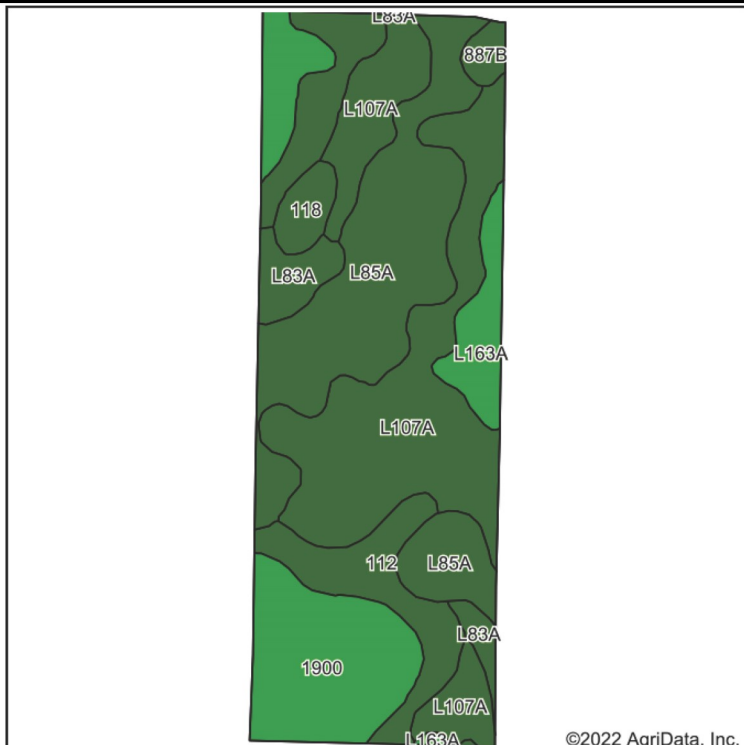 L83A
887B
L107A
118
L83A
L85A
L163A
L107A
112
L85A
L83A
1900
L107A
L163A
©2022 AgriData, Inc.